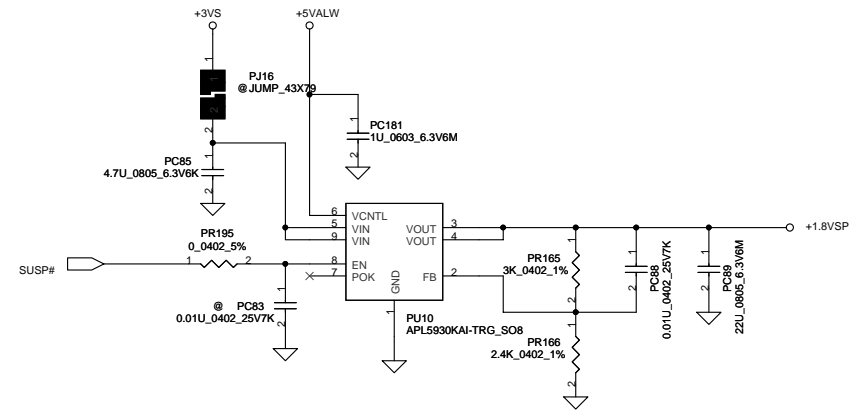 +3VS
+5VALW
1
1
PJ16
@JUMP_43X79
2
2
1
PC181
1U_0603_6.3V6M
2
1
PC85
4.7U_0805_6.3V6K
2
6
VCNTL
5
VIN
9
VIN
VOUT
3
VOUT
4
+1.8VSP
PR195
0_0402_5%
SUSP#
1
2
8
EN
7
POK
GND
FB
2
1
PR165
3K_0402_1%
2
1
2
PC88
0.01U_0402_25V7K
1
2
PC89
22U_0805_6.3V6M
@
PC83
0.01U_0402_25V7K
1
2
1
PU10
APL5930KAI-TRG_SO8
1
PR166
2.4K_0402_1%
2